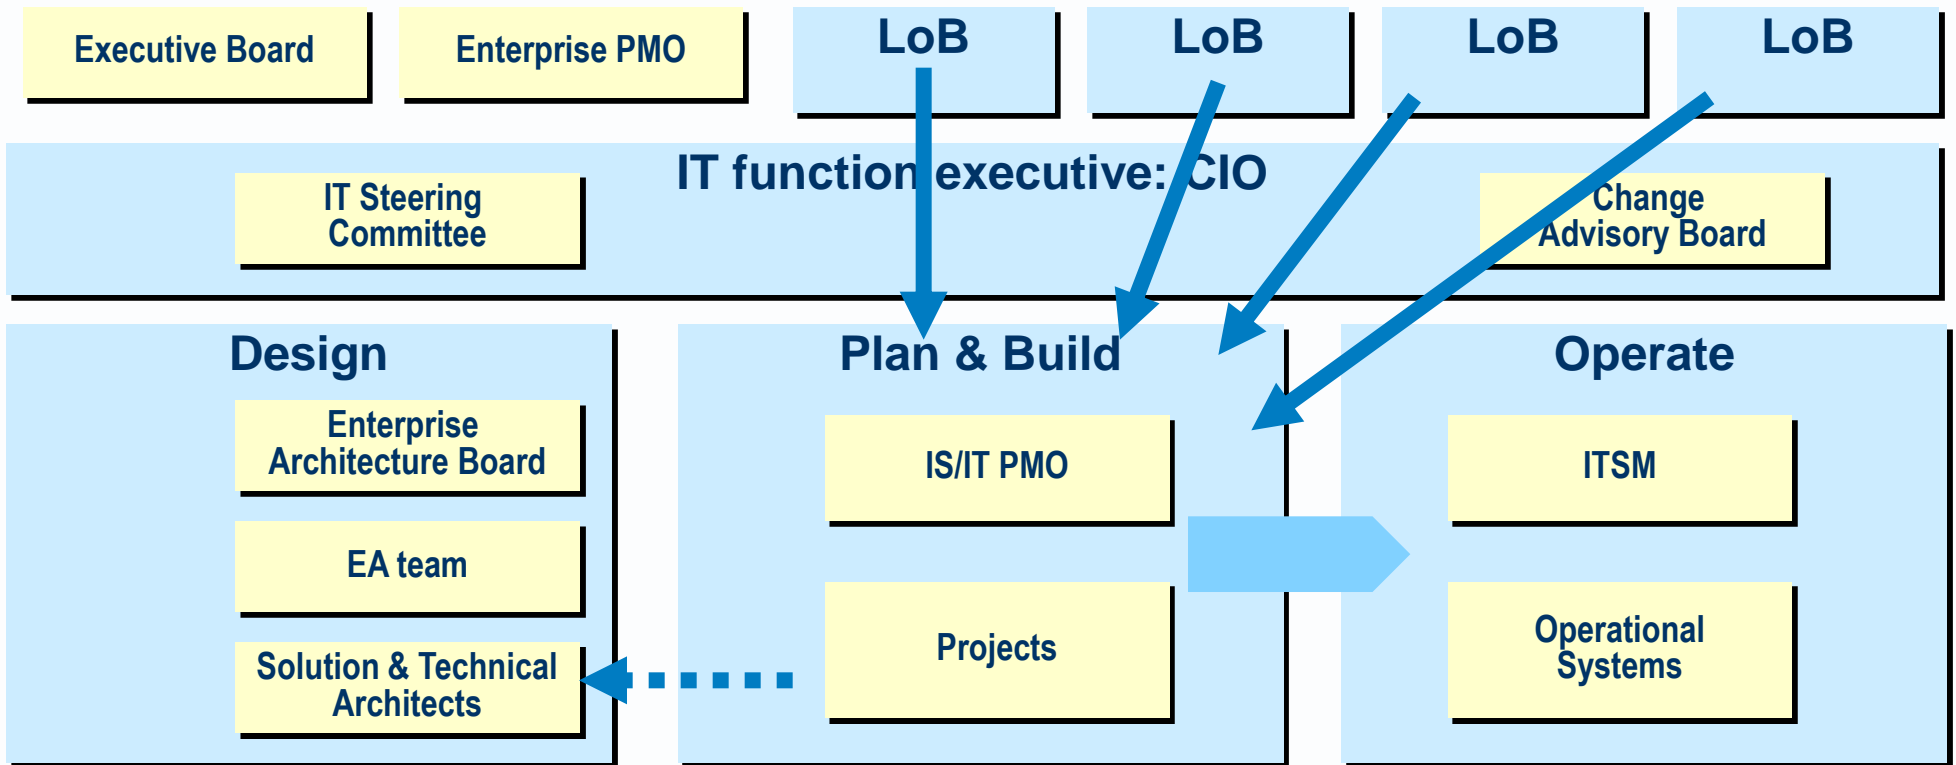 Executive Board
Enterprise PMO
LoB
LoB
LoB
LoB
IT function executive: CIO
IT Steering
Committee
Change
Advisory Board
Design
Enterprise
Architecture Board
EA team
Solution & Technical
Architects
Plan & Build
IS/IT PMO
Projects
Operate
ITSM
Operational
Systems